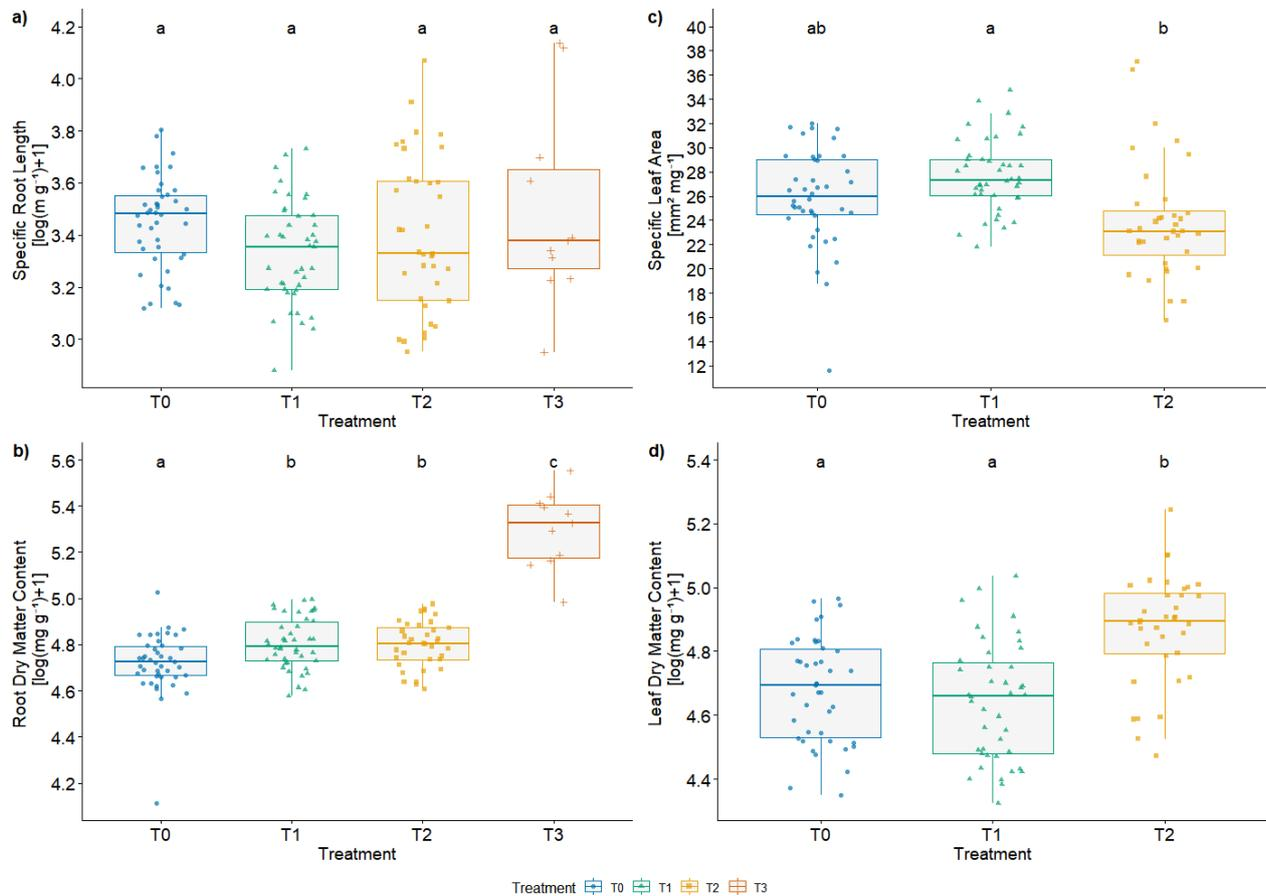 a)
Specific Root Length
[log(m g⁻¹)+1]
4.2
4.0
3.8
3.6
3.4
3.2
3.0
a a a a
T0 T1 T2 T3
Treatment
c)
Specific Leaf Area
[mm² mg⁻¹]
40
38
36
34
32
30
28
26
24
22
20
18
16
14
12
ab a b
T0 T1 T2
Treatment
b)
Root Dry Matter Content
[log(mg g⁻¹)+1]
5.6
5.4
5.2
5.0
4.8
4.6
4.4
4.2
a b b c
T0 T1 T2 T3
Treatment
d)
Leaf Dry Matter Content
[log(mg g⁻¹)+1]
5.4
5.2
5.0
4.8
4.6
4.4
a a b
T0 T1 T2
Treatment
Treatment T0 T1 T2 T3